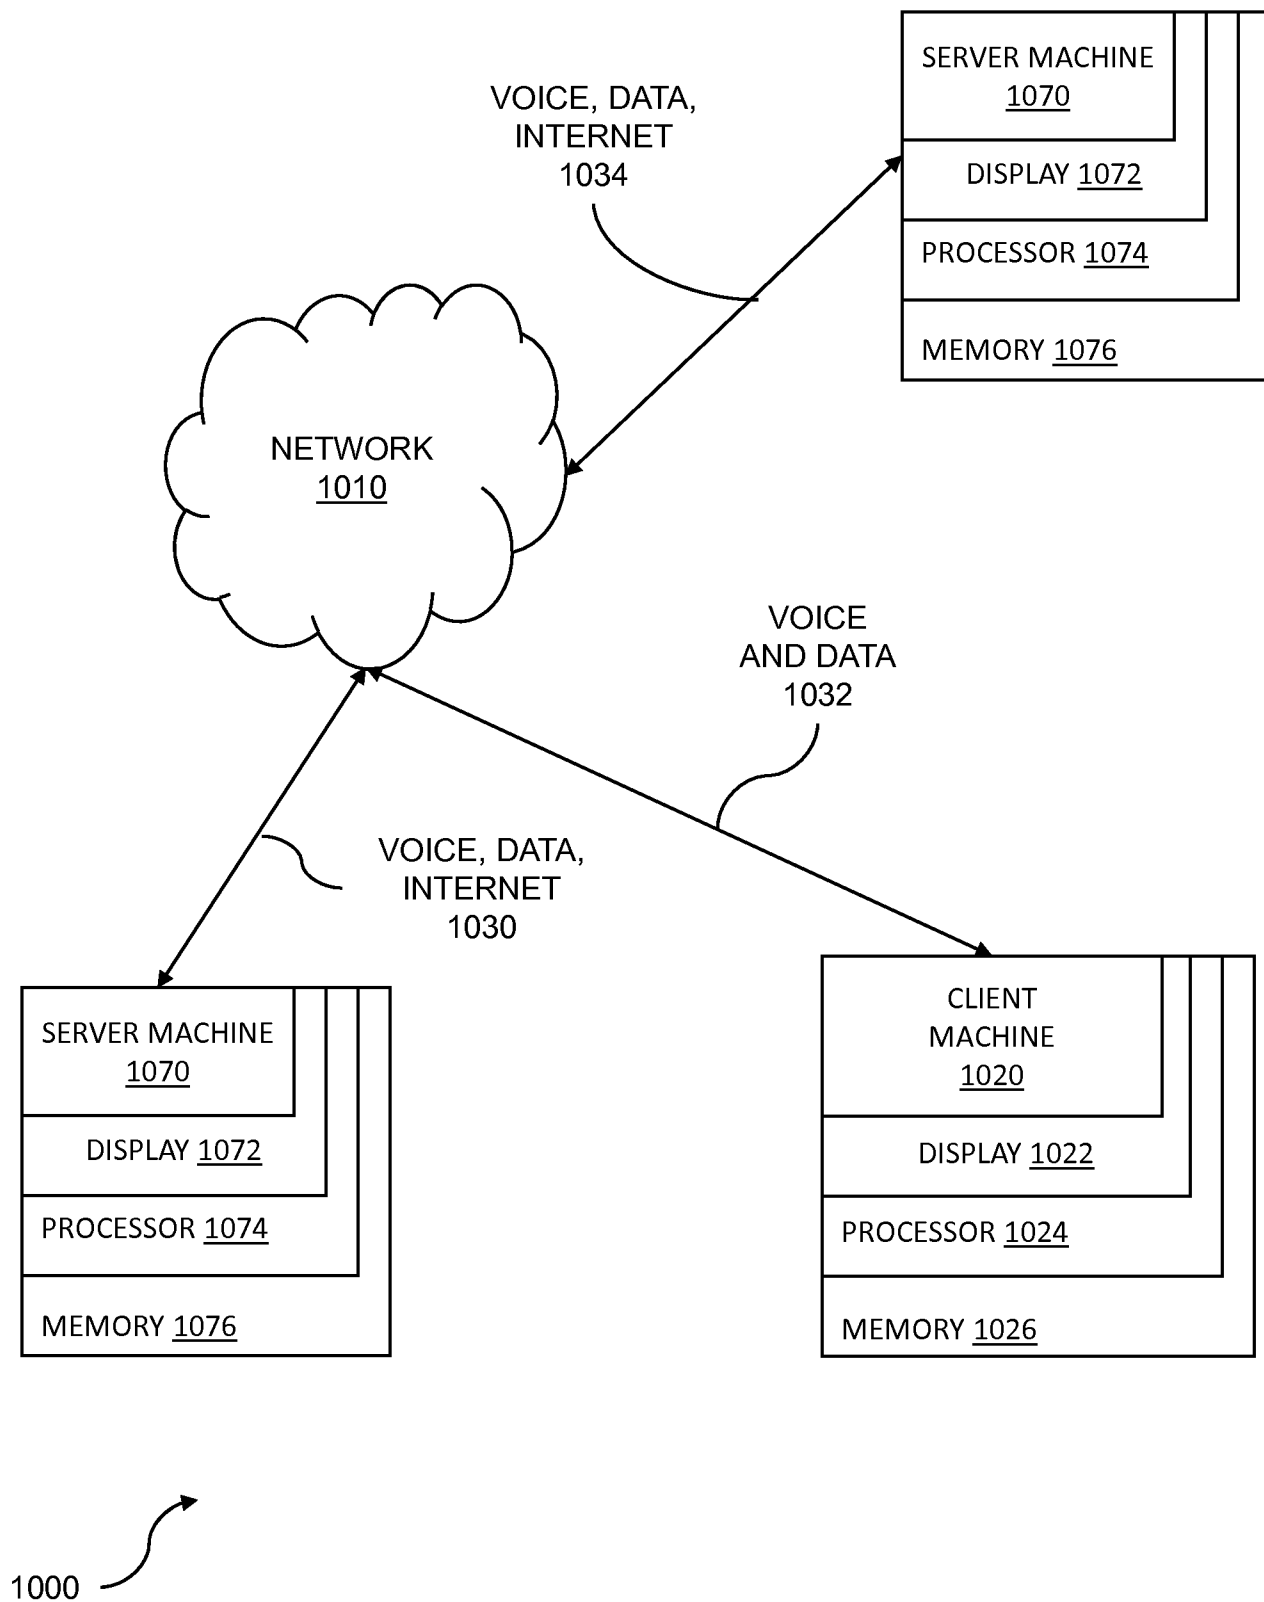 SERVER MACHINE
1070
DISPLAY 1072
PROCESSOR 1074
MEMORY 1076
VOICE, DATA,
INTERNET
1034
NETWORK
1010
VOICE
AND DATA
1032
VOICE, DATA,
INTERNET
1030
SERVER MACHINE
1070
DISPLAY 1072
PROCESSOR 1074
MEMORY 1076
CLIENT
MACHINE
1020
DISPLAY 1022
PROCESSOR 1024
MEMORY 1026
1000